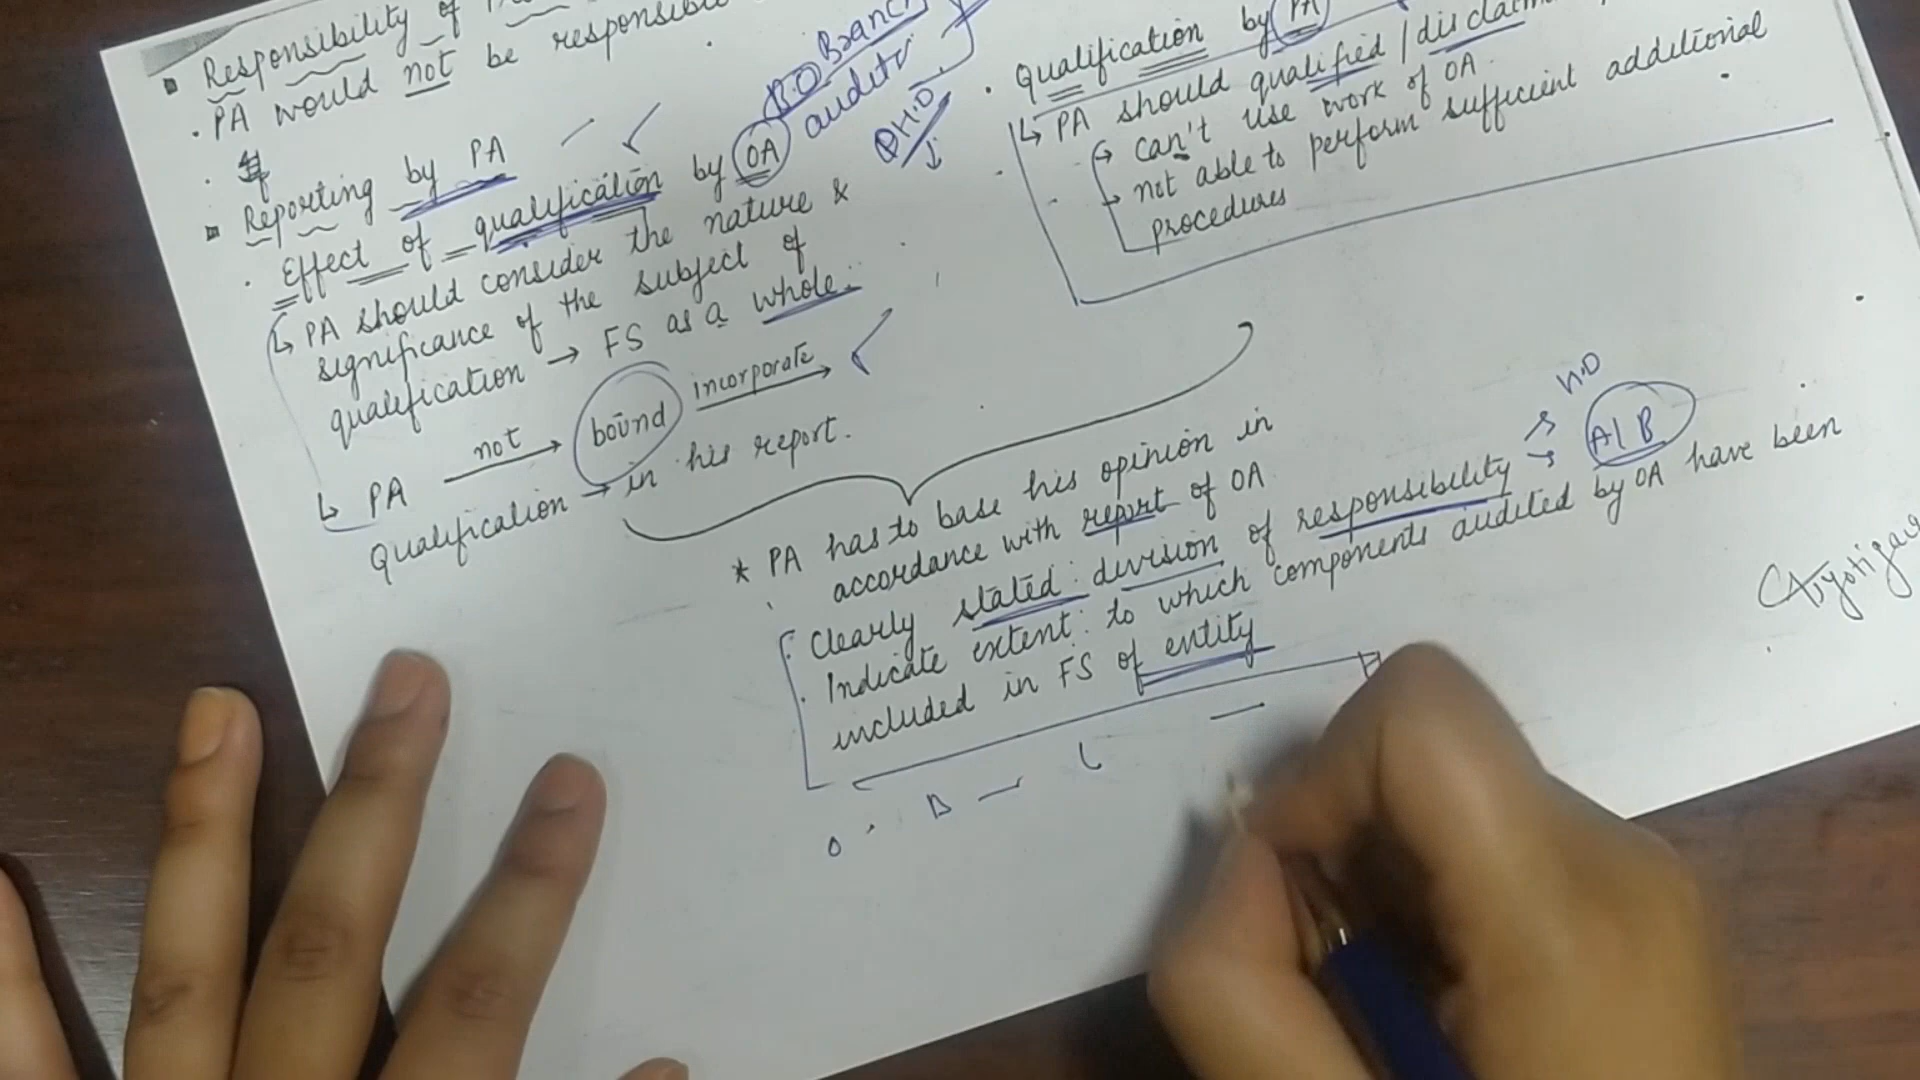 Responsibility of
PA would not be responsible
Reporting by PA
Effect of qualification by OA
PA should consider the nature &
significance of the subject of
qualification → FS as a whole.
PA not → bound incorporate →
Qualification → in his report.
B.O Branch
auditor
H.O
Qualification by PA
PA should qualified / disclaim
can't use work of OA.
not able to perform sufficient additional
procedures
* PA has to base his opinion in
accordance with report of OA
Clearly stated: division of responsibility → H.O
A/B
Indicate extent: to which components audited by OA have been
included in FS of entity